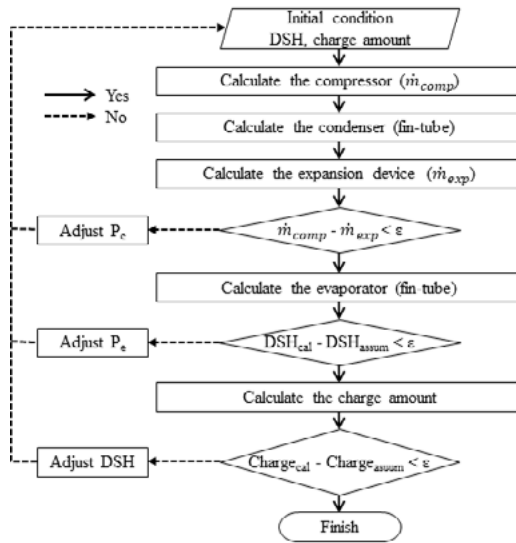 Initial condition
DSH, charge amount
Yes
No
Calculate the compressor (ṁcomp)
Calculate the condenser (fin-tube)
Calculate the expansion device (ṁexp)
Adjust Pc
ṁcomp - ṁexp < ε
Calculate the evaporator (fin-tube)
Adjust Pe
DSHcal - DSHassum < ε
Calculate the charge amount
Adjust DSH
Chargecal - Chargeassum < ε
Finish